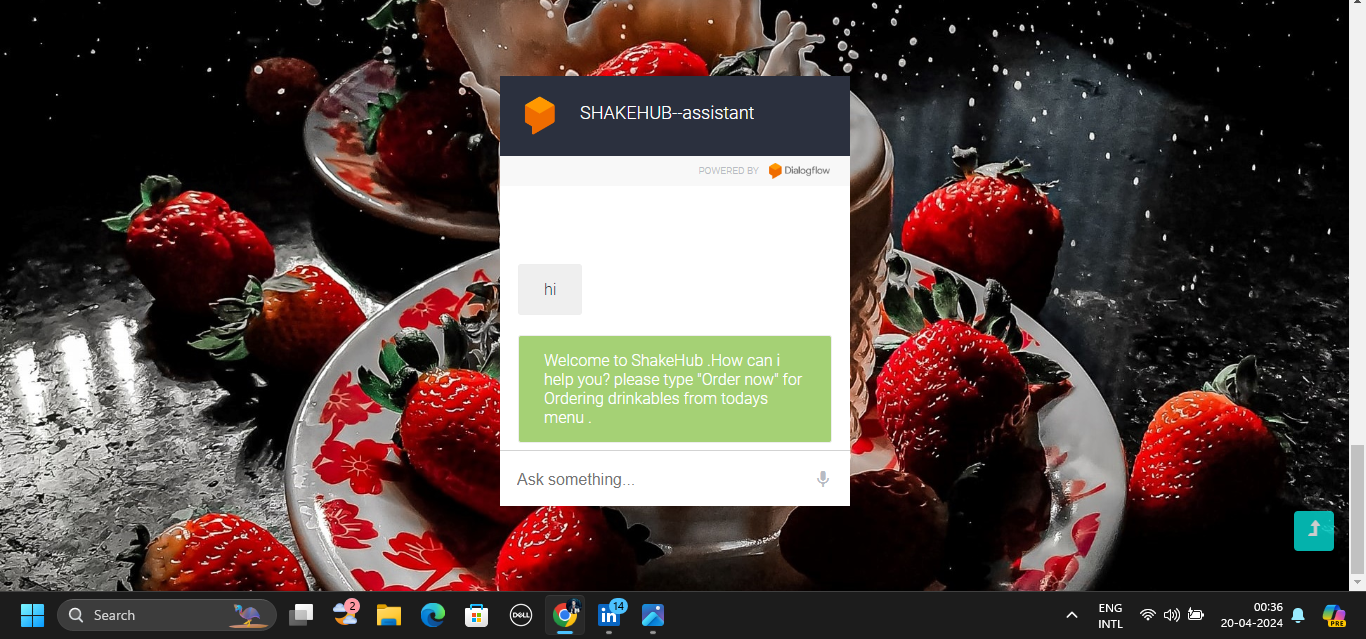 SHAKEHUB--assistant
POWERED BY Dialogflow
hi
Welcome to ShakeHub .How can i
help you? please type "Order now" for
Ordering drinkables from todays
menu .
Ask something...
Search
2
DELL
14
ENG
INTL
00:36
20-04-2024
PRE